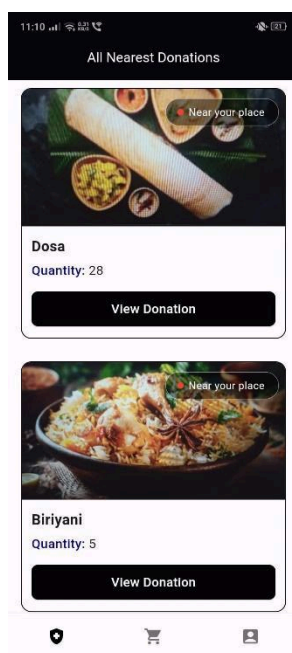 11:10
All Nearest Donations
Near your place
Dosa
Quantity: 28
View Donation
Near your place
Biriyani
Quantity: 5
View Donation